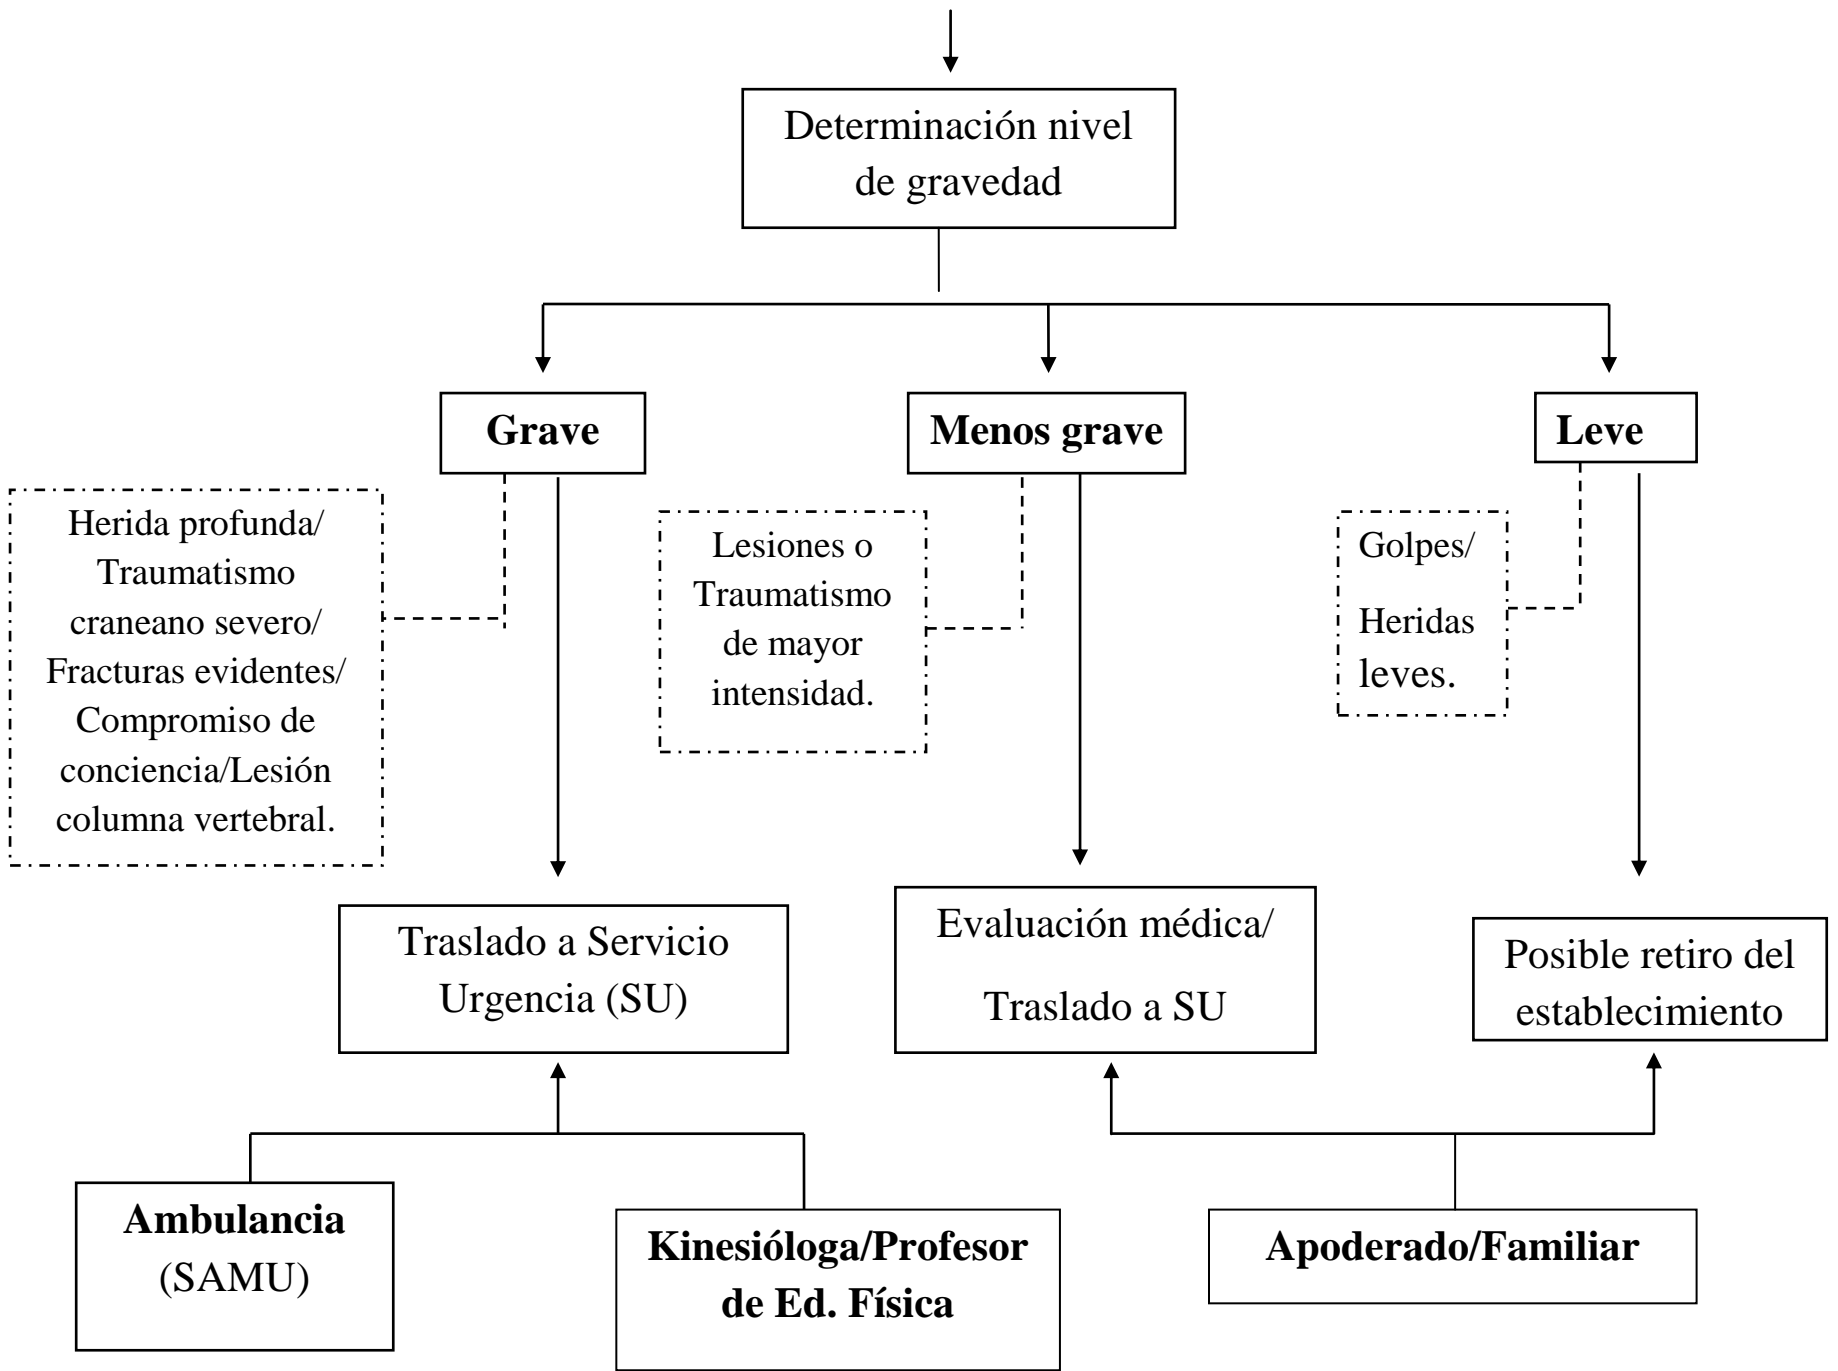 Determinación nivel
de gravedad
Grave
Menos grave
Leve
Herida profunda/
Traumatismo
craneano severo/
Fracturas evidentes/
Compromiso de
conciencia/Lesión
columna vertebral.
Lesiones o
Traumatismo
de mayor
intensidad.
Golpes/
Heridas
leves.
Traslado a Servicio
Urgencia (SU)
Evaluación médica/
Traslado a SU
Posible retiro del
establecimiento
Ambulancia
(SAMU)
Kinesióloga/Profesor
de Ed. Física
Apoderado/Familiar